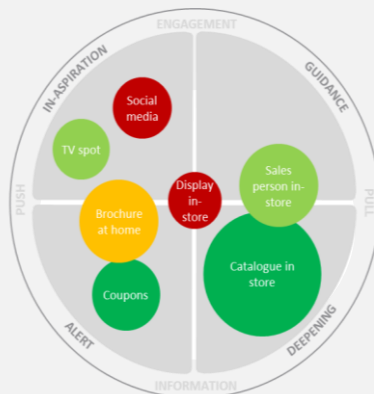 ENGAGEMENT
IN-ASPIRATION
GUIDANCE
Social
media
TV spot
Sales
person in-
store
Display
in-
store
PUSH
PULL
Brochure
at home
Catalogue in
store
Coupons
ALERT
DEEPENING
INFORMATION